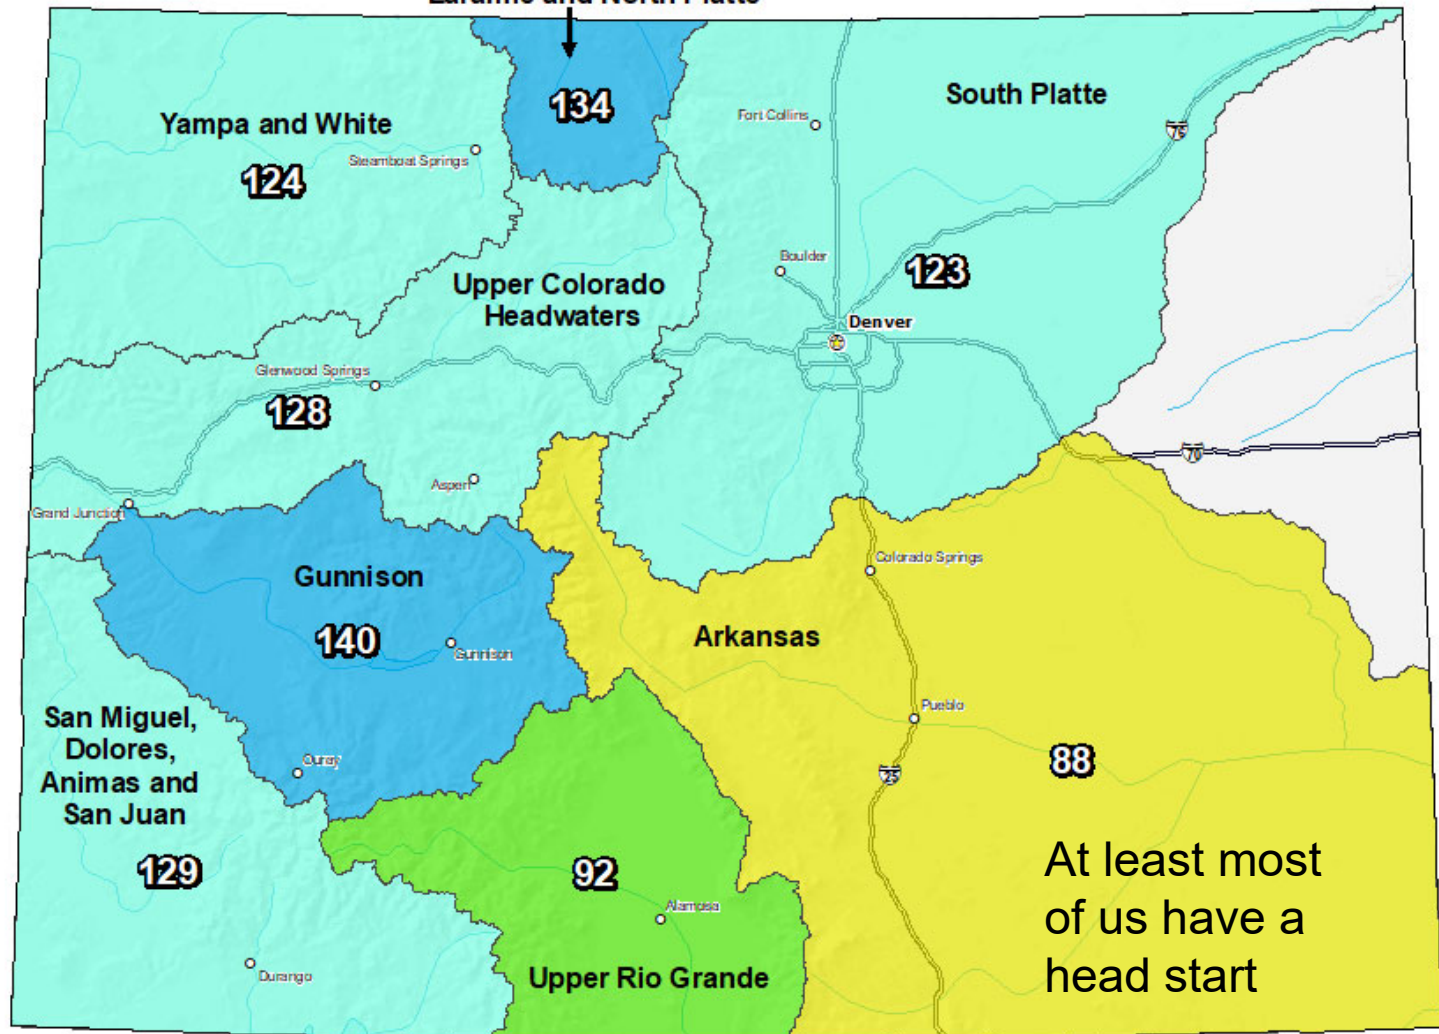 Laramie and North Platte
134
South Platte
Fort Collins
76
Yampa and White
Steamboat Springs
124
Boulder
123
Upper Colorado
Headwaters
Denver
Glenwood Springs
128
70
Aspen
Grand Junction
Colorado Springs
Gunnison
140
Gunnison
Arkansas
Pueblo
San Miguel,
Dolores,
Animas and
San Juan
Ouray
88
25
129
92
At least most
of us have a
head start
Alamosa
Durango
Upper Rio Grande